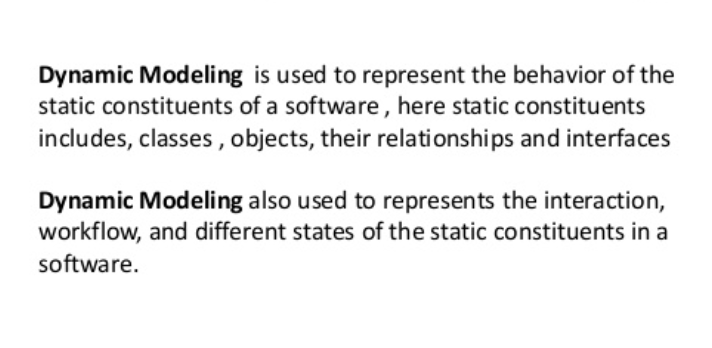 Dynamic Modeling is used to represent the behavior of the
static constituents of a software , here static constituents
includes, classes , objects, their relationships and interfaces
Dynamic Modeling also used to represents the interaction,
workflow, and different states of the static constituents in a
software.